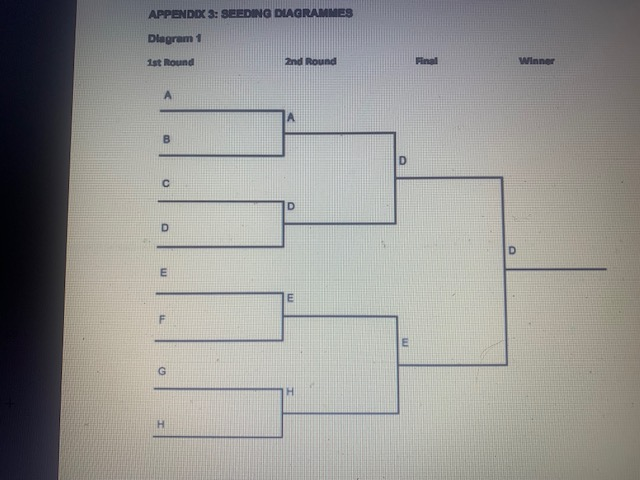 APPENDIX 3: SEEDING DIAGRAMMES
Diagram 1
1st Round 2nd Round Final Winner
A
A
B
D
C
D
D
D
E
E
F
E
G
H
H